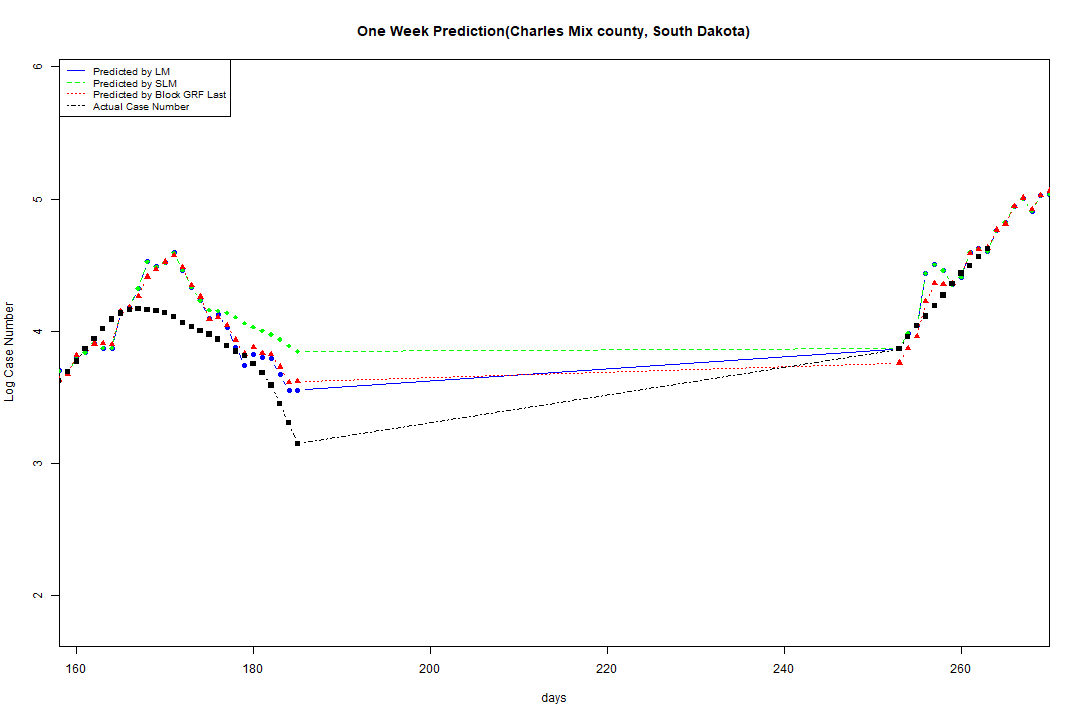 One Week Prediction(Charles Mix county, South Dakota)
Predicted by LM
Predicted by SLM
Predicted by Block GRF Last
Actual Case Number
6
5
4
3
2
Log Case Number
160 180 200 220 240 260
days